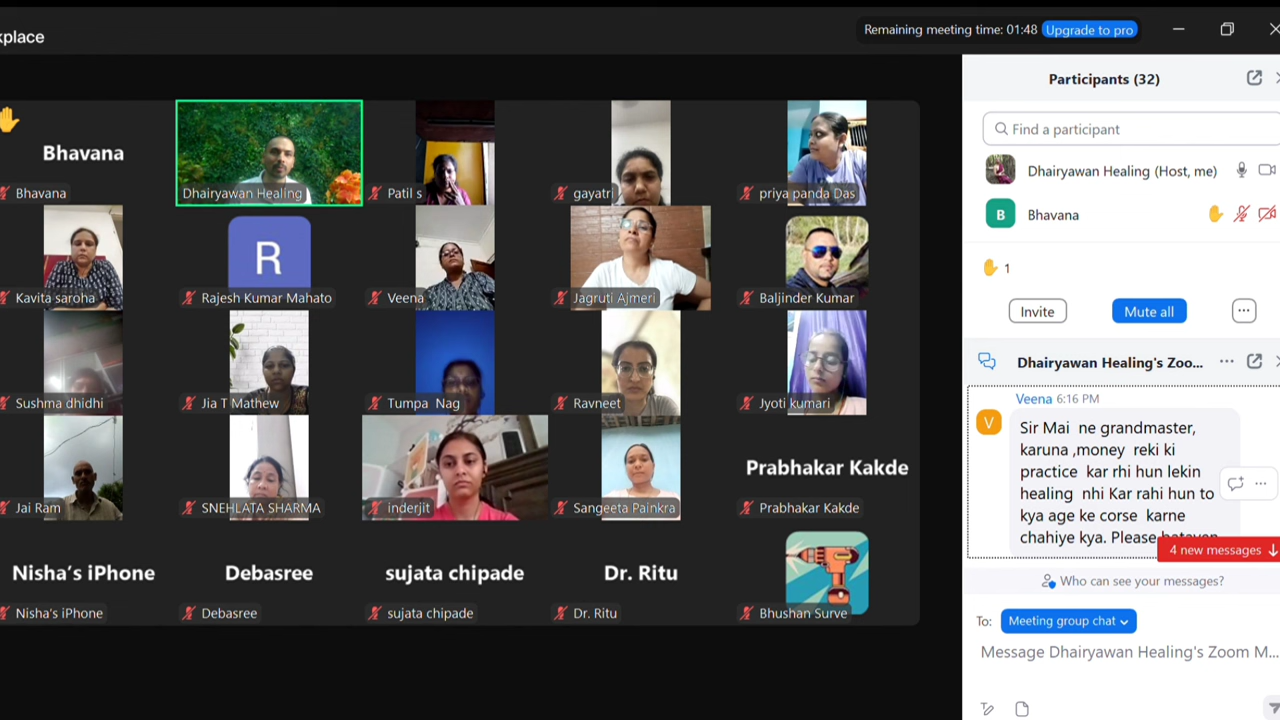 kplace
Remaining meeting time: 01:48 Upgrade to pro
Bhavana
Bhavana
Dhairyawan Healing
Patil s
gayatri
priya panda Das
Kavita saroha
R
Rajesh Kumar Mahato
Veena
Jagruti Ajmeri
Baljinder Kumar
Sushma dhidhi
Jia T Mathew
Tumpa Nag
Ravneet
Jyoti kumari
Jai Ram
SNEHLATA SHARMA
inderjit
Sangeeta Painkra
Prabhakar Kakde
Prabhakar Kakde
Nisha's iPhone
Nisha's iPhone
Debasree
Debasree
sujata chipade
sujata chipade
Dr. Ritu
Dr. Ritu
Bhushan Surve
Participants (32)
Find a participant
Dhairyawan Healing (Host, me)
B
Bhavana
1
Invite
Mute all
Dhairyawan Healing's Zoo...
Veena 6:16 PM
V
Sir Mai ne grandmaster,
karuna ,money reki ki
practice kar rhi hun lekin
healing nhi Kar rahi hun to
kya age ke corse karne
chahiye kya. Please
4 new messages
Who can see your messages?
To: Meeting group chat
Message Dhairyawan Healing's Zoom M...